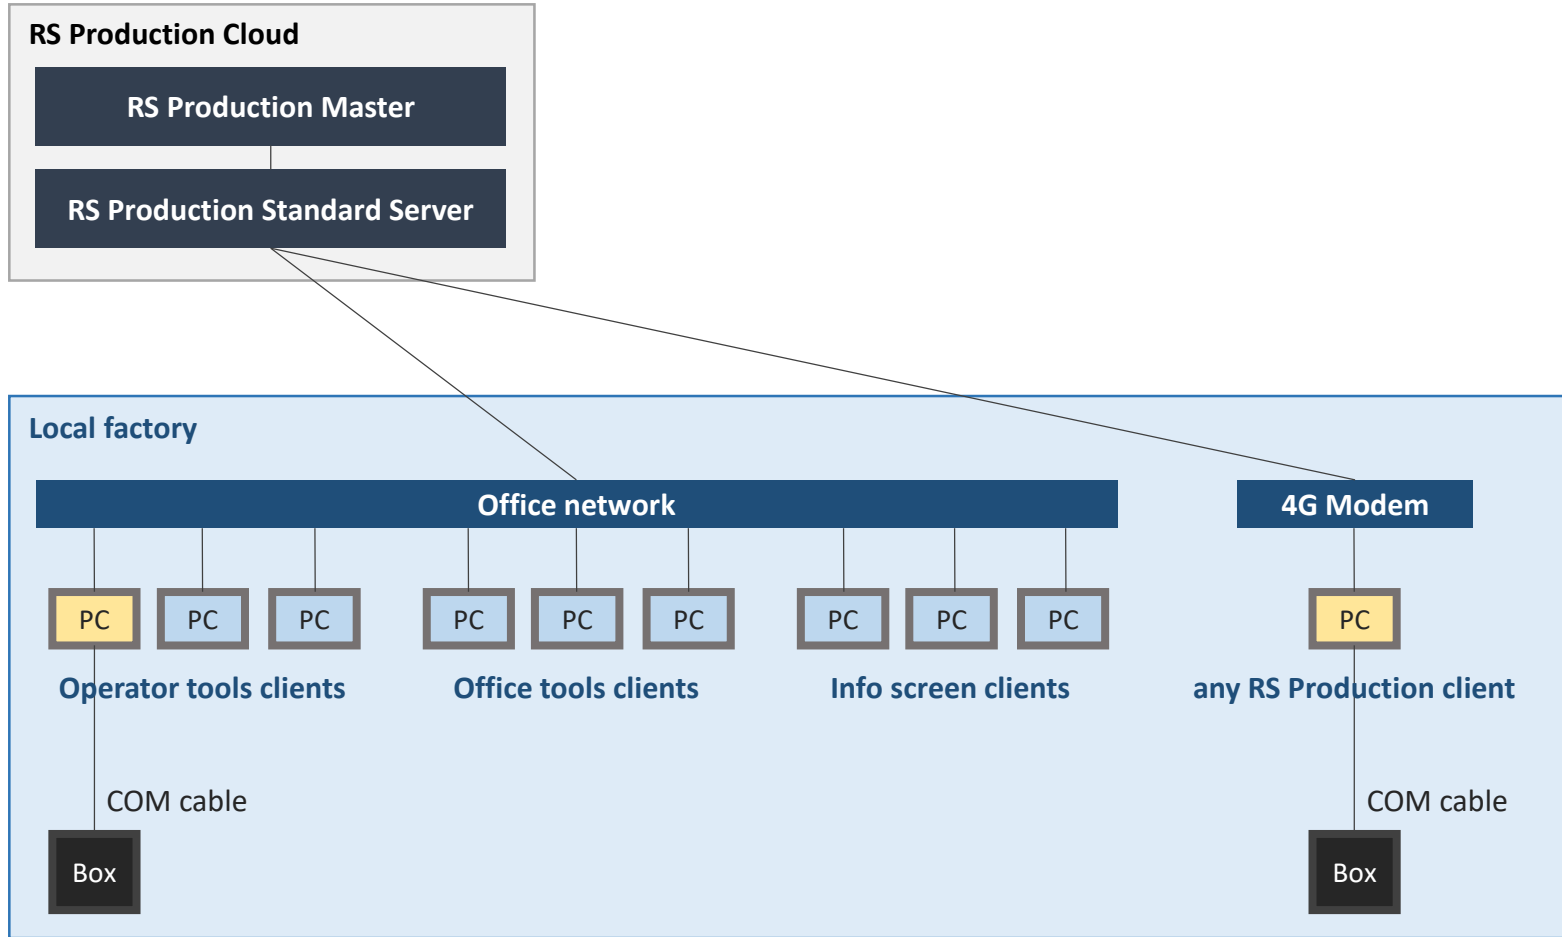 RS Production Cloud
RS Production Master
RS Production Standard Server
Local factory
Office network
4G Modem
PC
PC
PC
PC
PC
PC
PC
PC
PC
PC
Operator tools clients
Office tools clients
Info screen clients
any RS Production client
COM cable
COM cable
Box
Box